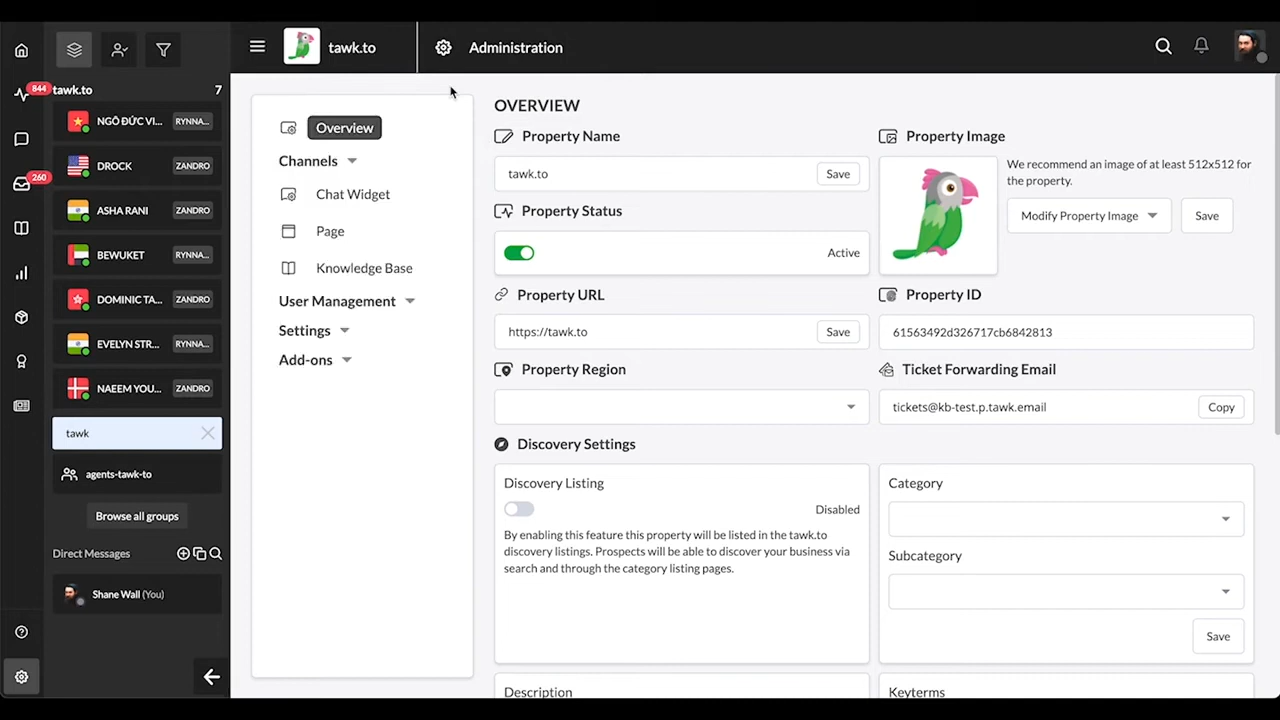 tawk.to
Administration
844
tawk.to 7
NGÔ ĐỨC VI... RYNNA...
DROCK ZANDRO
260
ASHA RANI ZANDRO
BEWUKET RYNNA...
DOMINIC TA... ZANDRO
EVELYN STR... RYNNA...
NAEEM YOU... ZANDRO
tawk
agents-tawk-to
Browse all groups
Direct Messages
Shane Wall (You)
Overview
Channels
Chat Widget
Page
Knowledge Base
User Management
Settings
Add-ons
OVERVIEW
Property Name
tawk.to Save
Property Status
Active
Property URL
https://tawk.to Save
Property Region
Discovery Settings
Discovery Listing
Disabled
By enabling this feature this property will be listed in the tawk.to
discovery listings. Prospects will be able to discover your business via
search and through the category listing pages.
Description
Property Image
We recommend an image of at least 512x512 for
the property.
Modify Property Image Save
Property ID
61563492d326717cb6842813
Ticket Forwarding Email
tickets@kb-test.p.tawk.email Copy
Category
Subcategory
Save
Keyterms